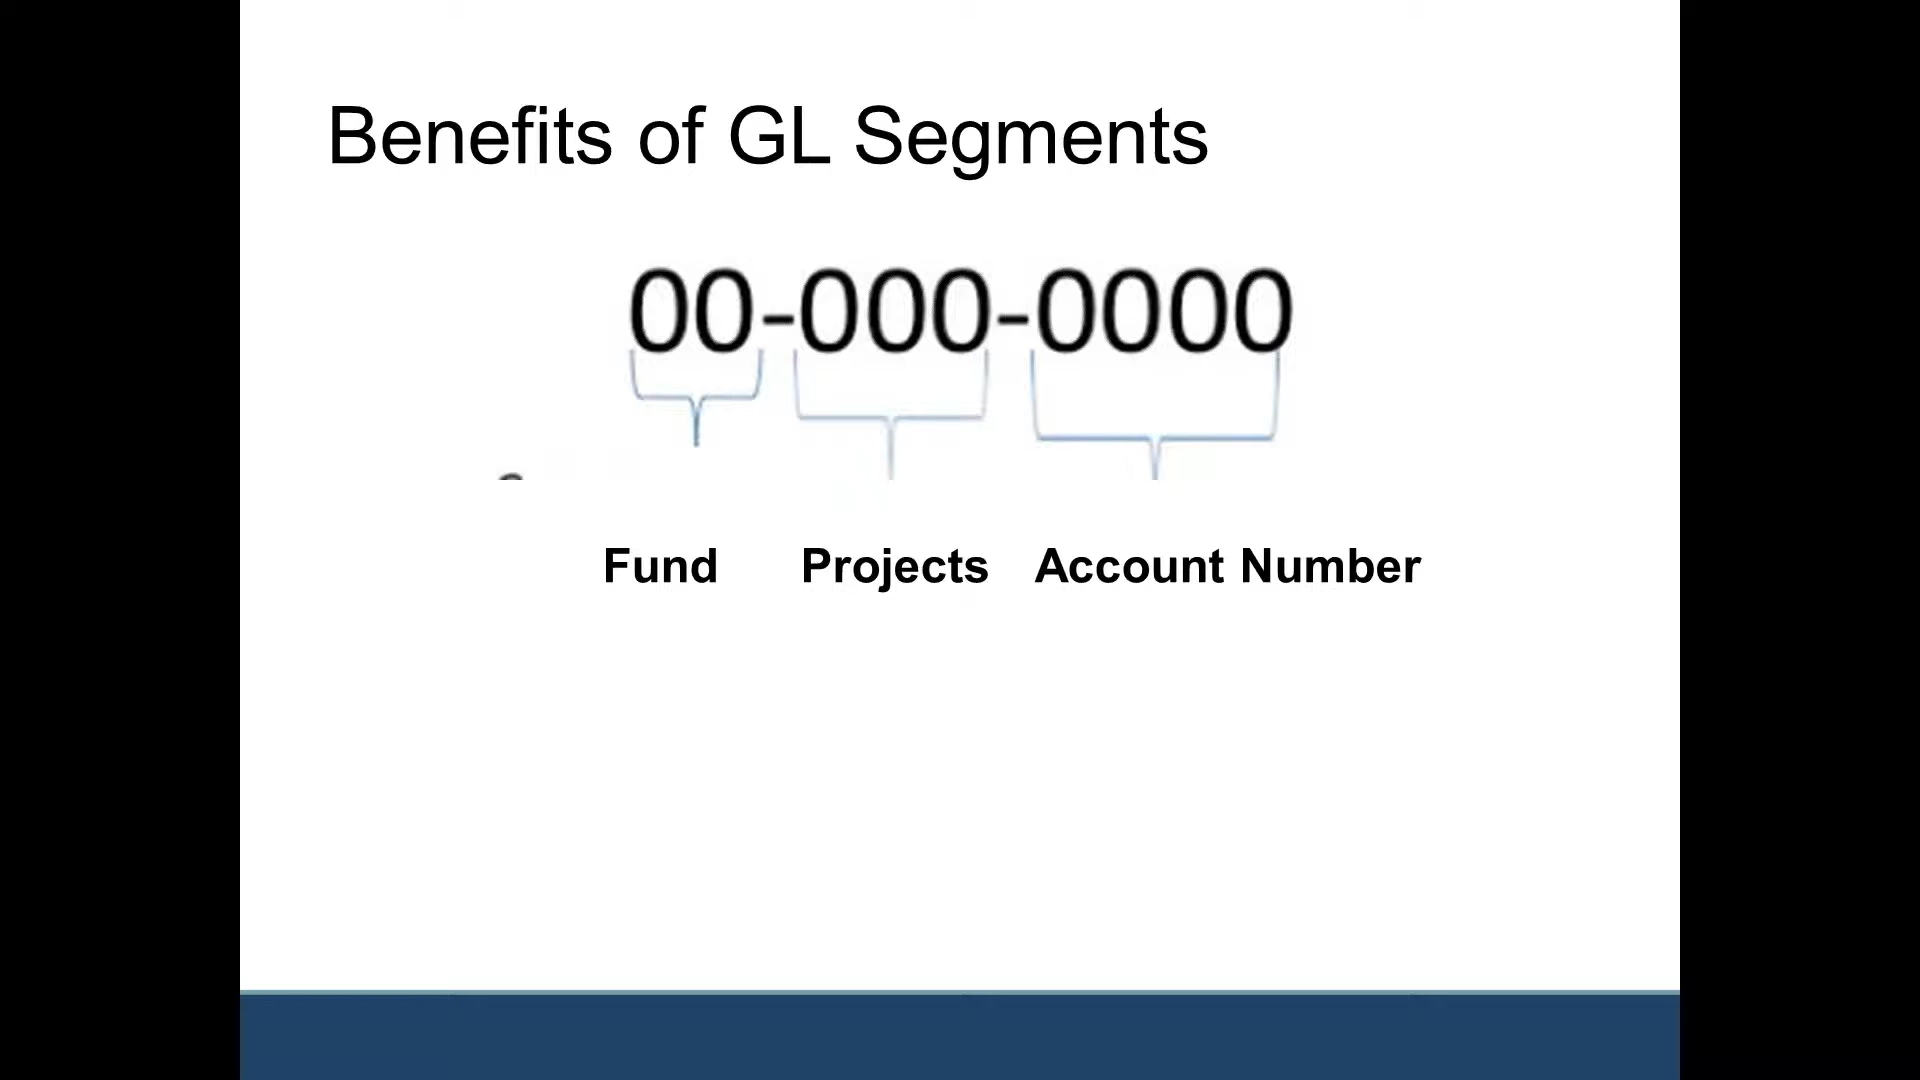 Benefits of GL Segments
00-000-0000
Fund Projects Account Number